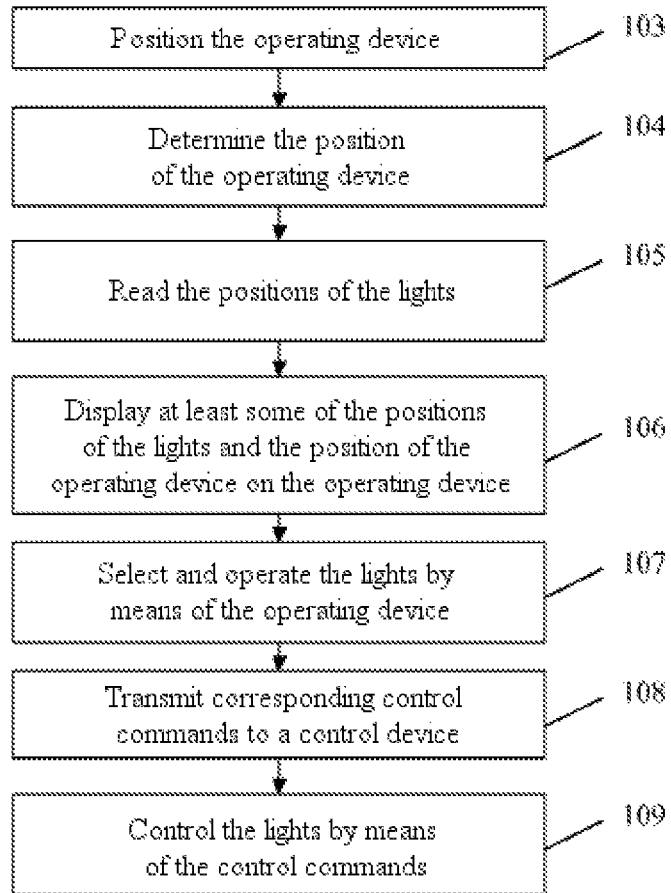 Position the operating device
103
Determine the position
of the operating device
104
Read the positions of the lights
105
Display at least some of the positions
of the lights and the position of the
operating device on the operating device
106
Select and operate the lights by
means of the operating device
107
Transmit corresponding control
commands to a control device
108
Control the lights by means
of the control commands
109